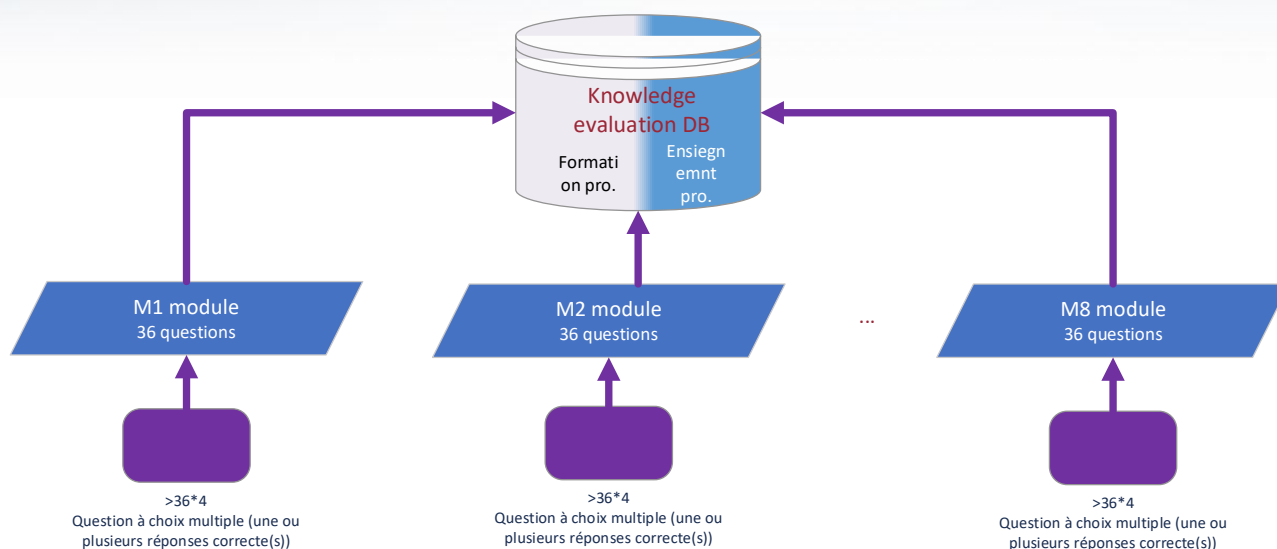 Knowledge
evaluation DB
Formati
on pro.
Ensiegn
emnt
pro.
M1 module
36 questions
M2 module
36 questions
...
M8 module
36 questions
>36*4
Question à choix multiple (une ou
plusieurs réponses correcte(s))
>36*4
Question à choix multiple (une ou
plusieurs réponses correcte(s))
>36*4
Question à choix multiple (une ou
plusieurs réponses correcte(s))